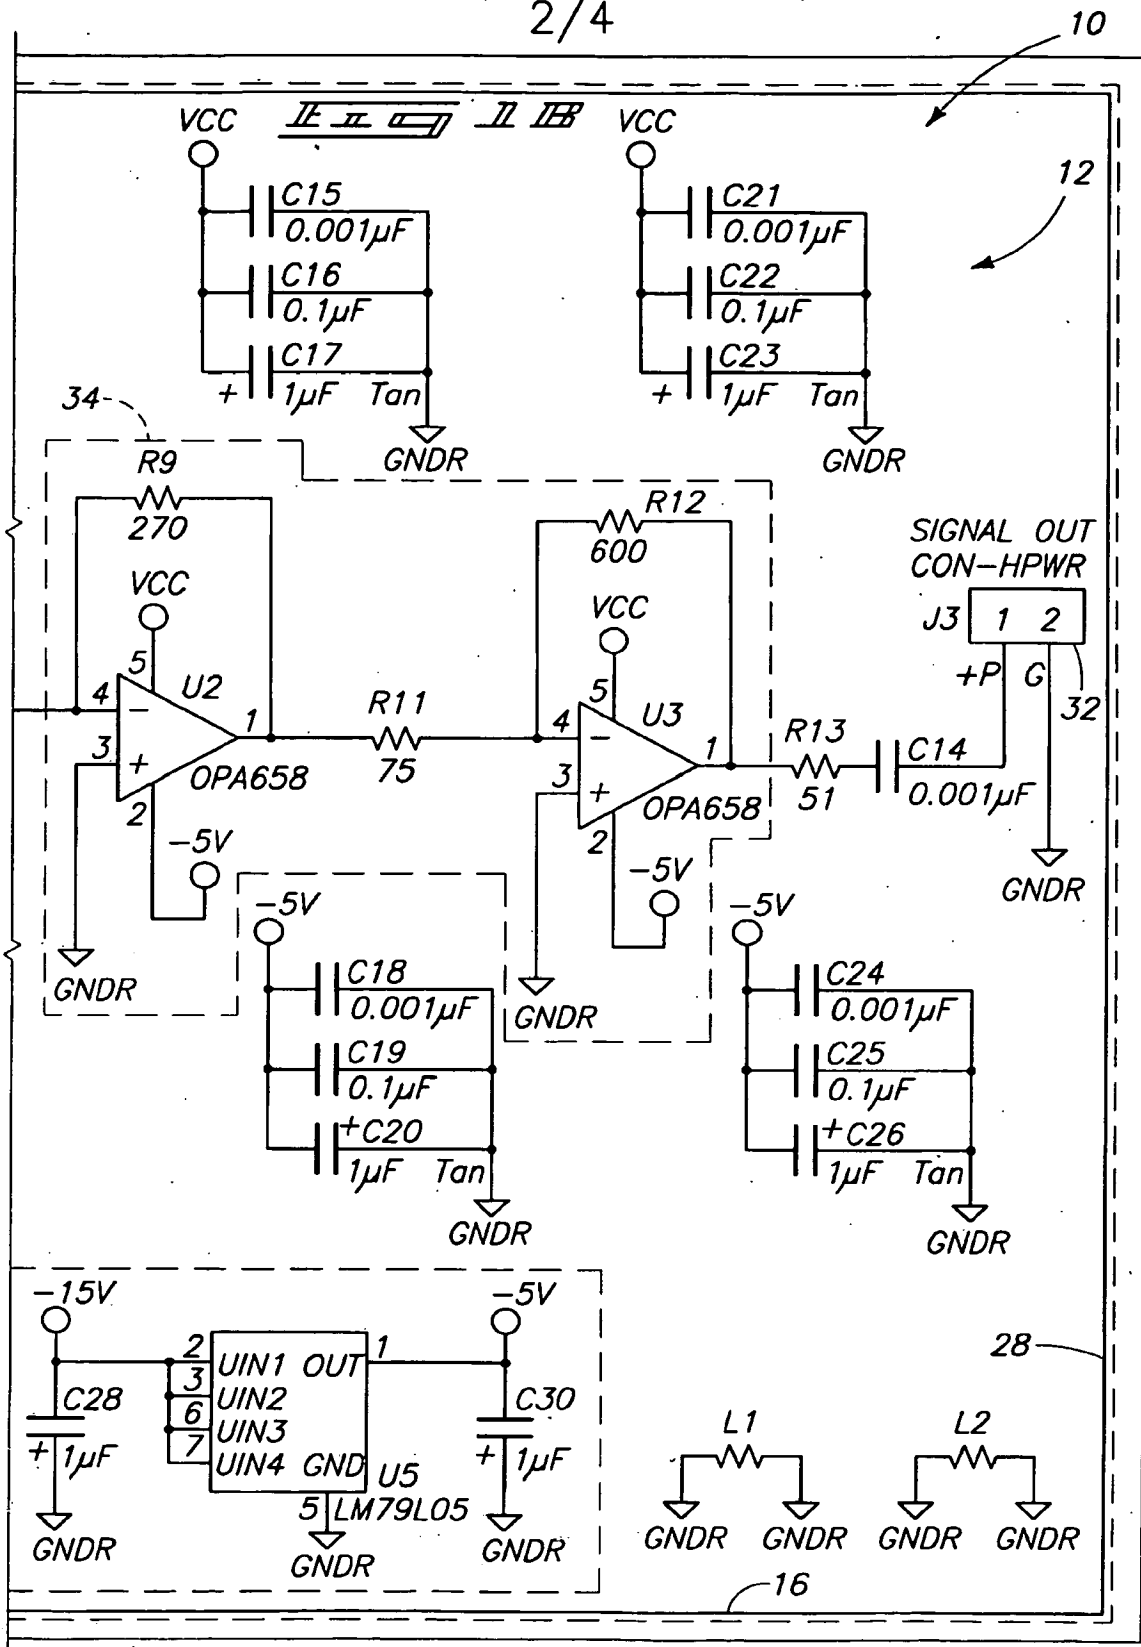 2/4
10
Fig 1B
VCC
VCC
12
C15
0.001µF
C16
0.1µF
C17
+ 1µF Tan
GNDR
C21
0.001µF
C22
0.1µF
C23
+ 1µF Tan
GNDR
34
R9
270
VCC
5
U2
4
−
1
3
+
OPA658
2
−5V
GNDR
R11
75
R12
600
VCC
5
U3
4
−
1
3
+
OPA658
2
−5V
GNDR
R13
51
C14
0.001µF
SIGNAL OUT
CON-HPWR
J3 1 2
+P G
32
GNDR
−5V
C18
0.001µF
C19
0.1µF
+C20
1µF Tan
GNDR
−5V
C24
0.001µF
C25
0.1µF
+C26
1µF Tan
GNDR
−15V
C28
+ 1µF
GNDR
2 UIN1 OUT 1
3 UIN2
6 UIN3
7 UIN4 GND
U5
5 LM79L05
GNDR
−5V
C30
+ 1µF
GNDR
L1
GNDR GNDR
L2
GNDR GNDR
28
16